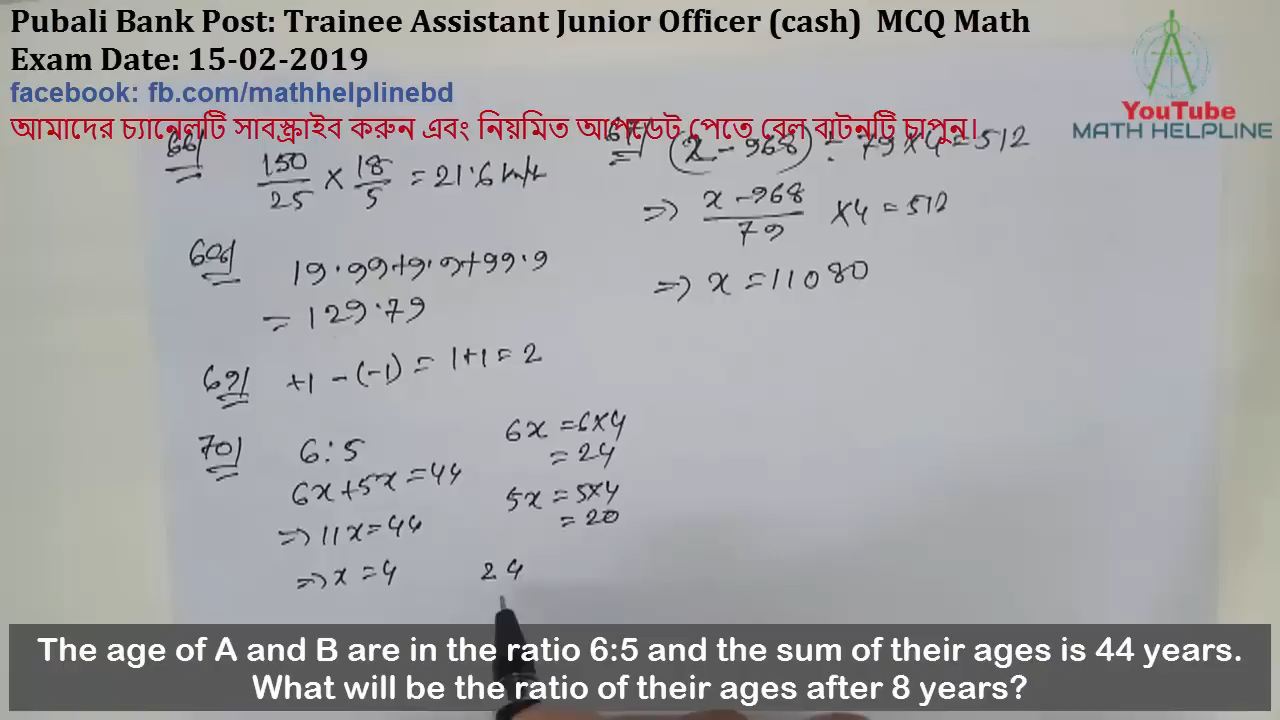 Pubali Bank Post: Trainee Assistant Junior Officer (cash)  MCQ Math
Exam Date: 15-02-2019
facebook: fb.com/mathhelplinebd
আমাদের চ্যানেলটি সাবস্ক্রাইব করুন এবং নিয়মিত আপডেট পেতে বেল বাটনটি চাপুন।
YouTube
MATH HELPLINE
66/
150/25 × 18/5 = 21.6 km/h
68/
19.99+9.9+99.9
= 129.79
69/ +1 - (-1) = 1+1 = 2
70/ 6:5
6x+5x=44
⇒ 11x=44
⇒ x = 4
6x = 6×4
= 24
5x = 5×4
= 20
24
67/ (x - 968) ÷ 79 × 4 = 512
⇒ x-968/79 × 4 = 512
⇒ x = 11080
The age of A and B are in the ratio 6:5 and the sum of their ages is 44 years.
What will be the ratio of their ages after 8 years?